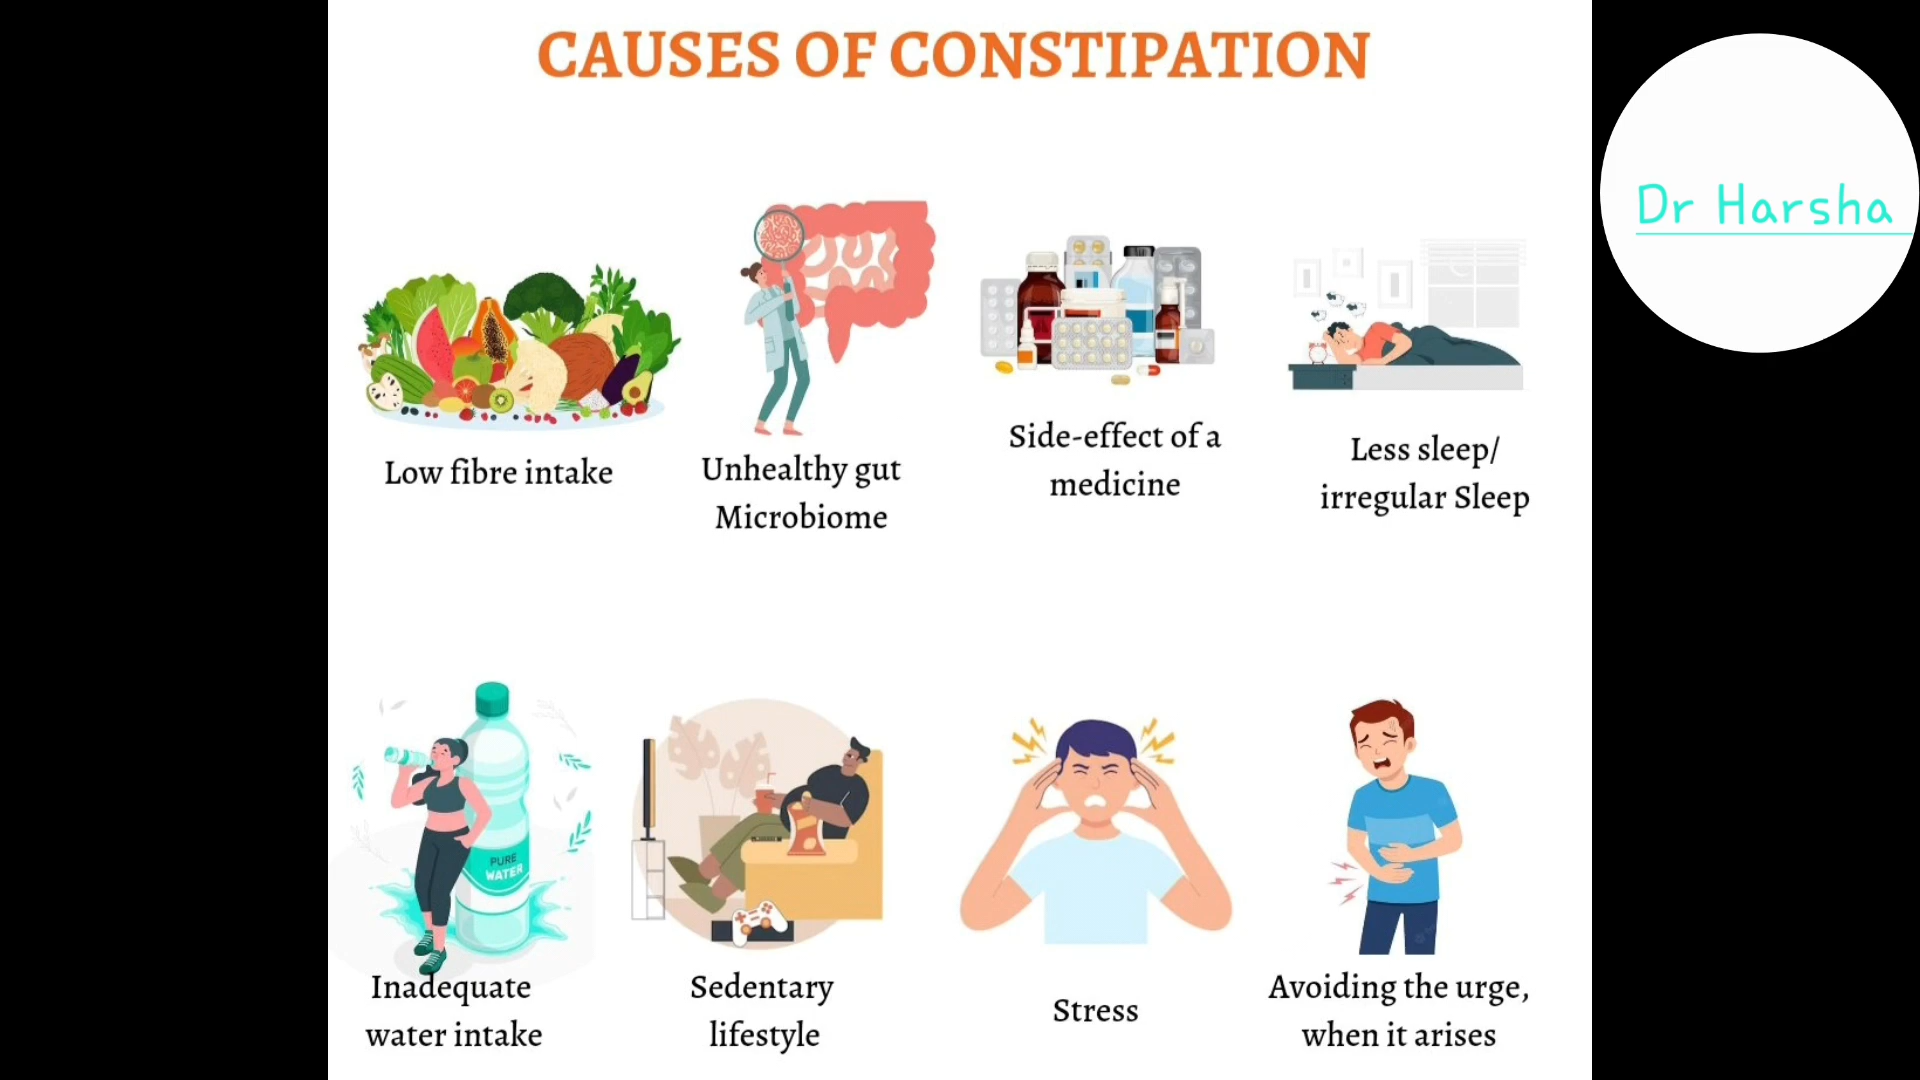 CAUSES OF CONSTIPATION
Dr Harsha
Low fibre intake
Unhealthy gut
Microbiome
Side-effect of a
medicine
Less sleep/
irregular Sleep
PURE
WATER
Inadequate
water intake
Sedentary
lifestyle
Stress
Avoiding the urge,
when it arises